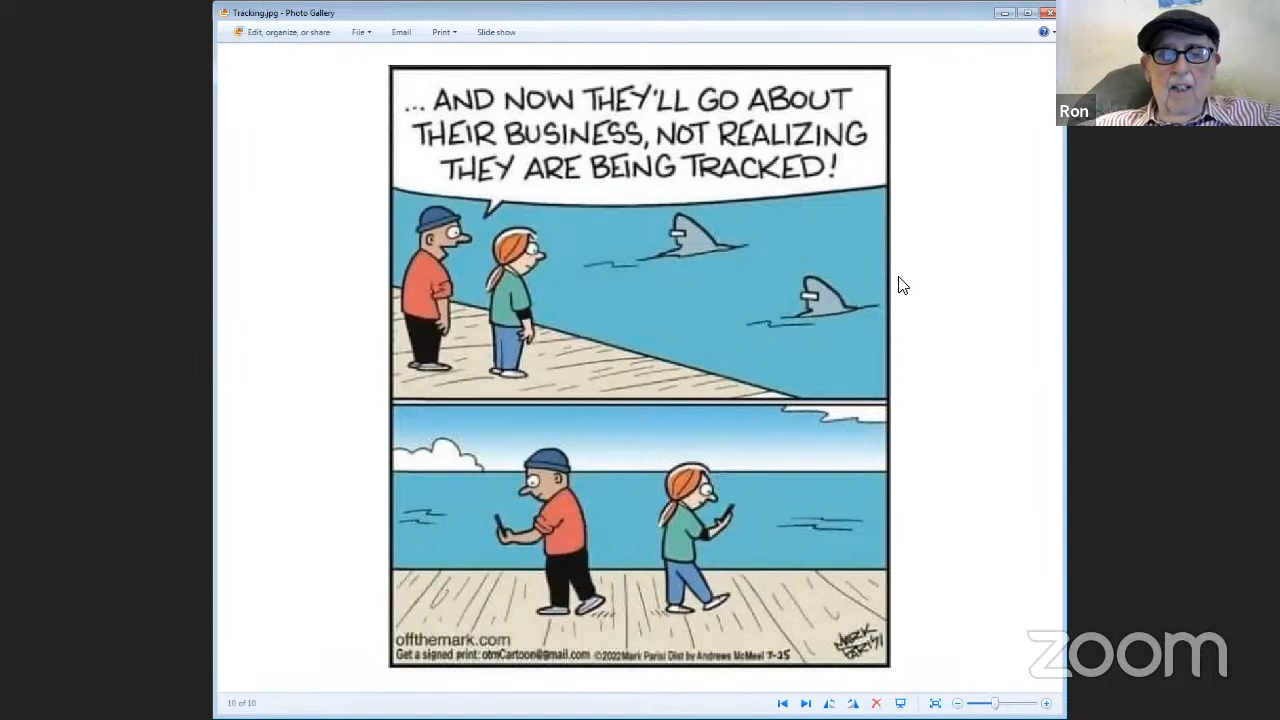 Tracking.jpg - Photo Gallery
Edit, organize, or share
File
Email
Print
Slide show
Ron
... AND NOW THEY'LL GO ABOUT
THEIR BUSINESS, NOT REALIZING
THEY ARE BEING TRACKED!
offthemark.com
MARK
PARISI
Get a signed print: otmCartoon@gmail.com ©2022 Mark Parisi Dist by Andrews McMeel 7-25
zoom
10 of 10